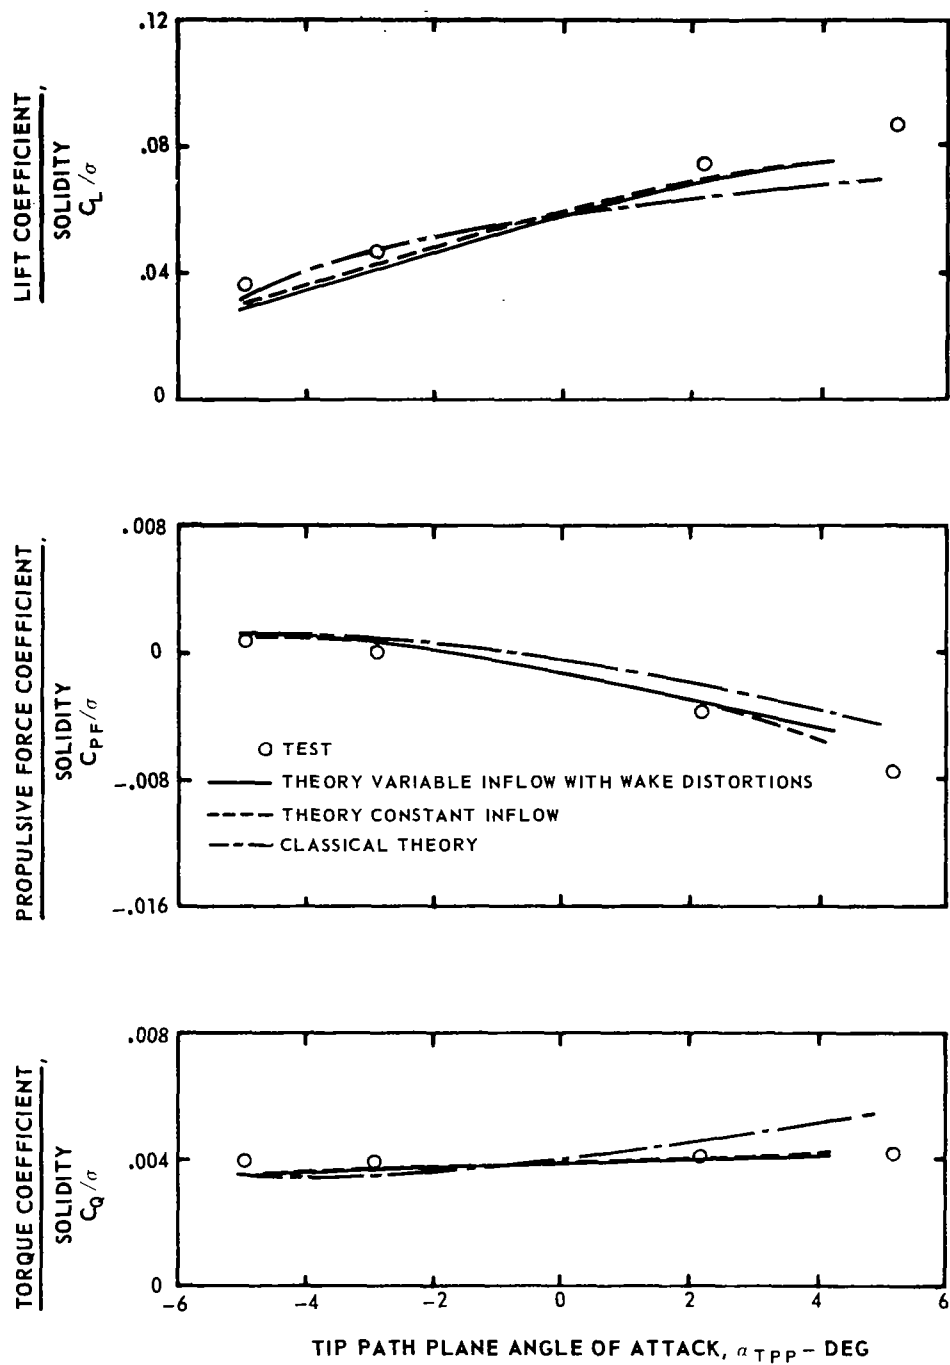 .12
.08
.04
0
LIFT COEFFICIENT,
SOLIDITY
C_L/σ
.008
0
–.008
–.016
PROPULSIVE FORCE COEFFICIENT,
SOLIDITY
C_PF/σ
TEST
THEORY VARIABLE INFLOW WITH WAKE DISTORTIONS
THEORY CONSTANT INFLOW
CLASSICAL THEORY
.008
.004
0
TORQUE COEFFICIENT,
SOLIDITY
C_Q/σ
–6 –4 –2 0 2 4 6
TIP PATH PLANE ANGLE OF ATTACK, α_TPP – DEG